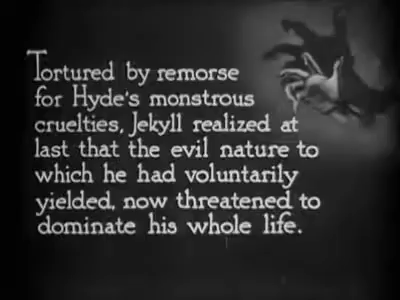 Tortured by remorse
for Hyde's monstrous
cruelties, Jekyll realized at
last that the evil nature to
which he had voluntarily
yielded, now threatened to
dominate his whole life.